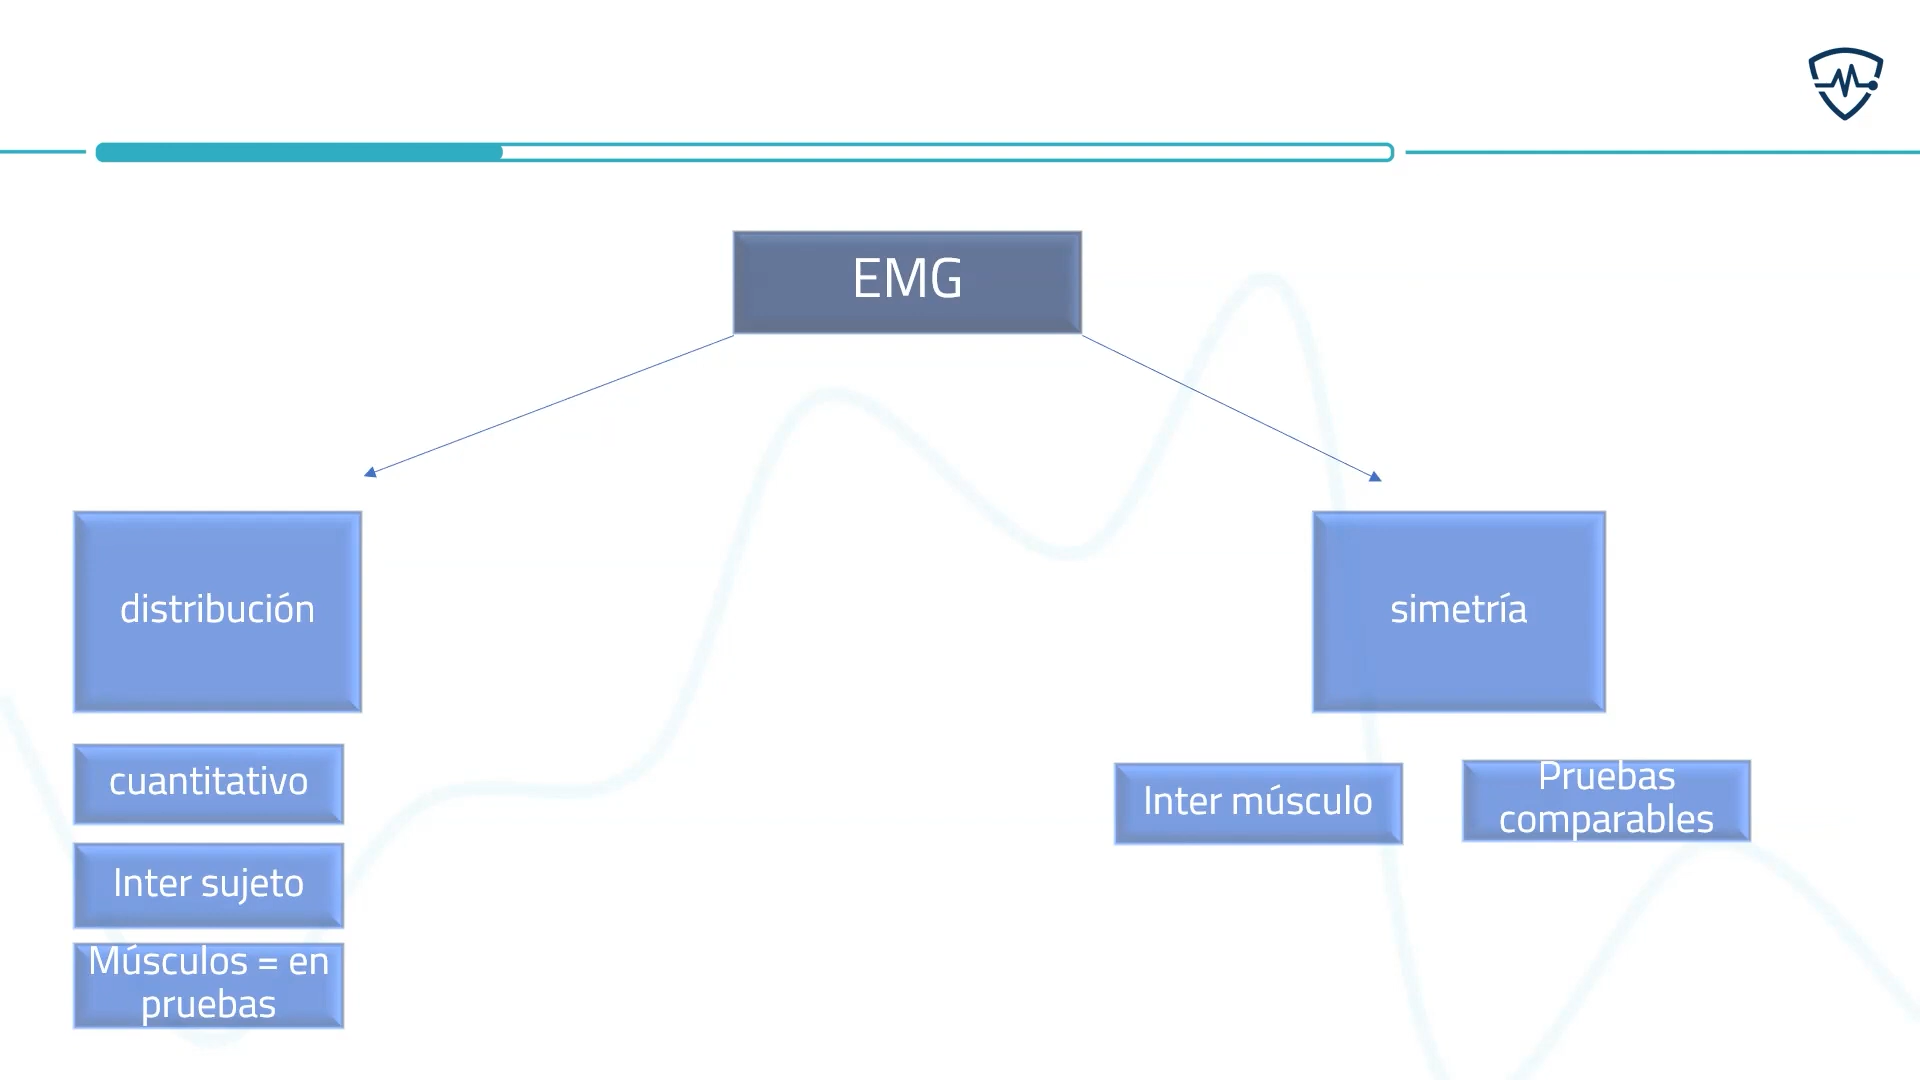 EMG
distribución
simetría
cuantitativo
Inter sujeto
Músculos = en
pruebas
Inter músculo
Pruebas
comparables